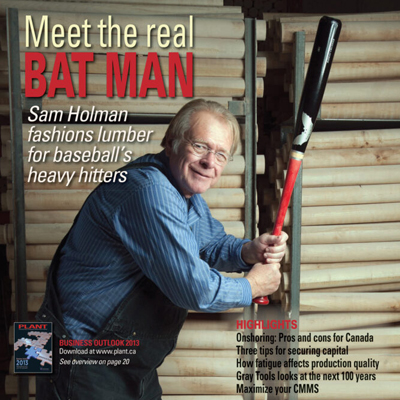 Meet the real
BAT MAN
Sam Holman
fashions lumber
for baseball's
heavy hitters
PLANT
2013
BUSINESS OUTLOOK 2013
Download at www.plant.ca
See overview on page 20
HIGHLIGHTS
Onshoring: Pros and cons for Canada
Three tips for securing capital
How fatigue affects production quality
Gray Tools looks at the next 100 years
Maximize your CMMS